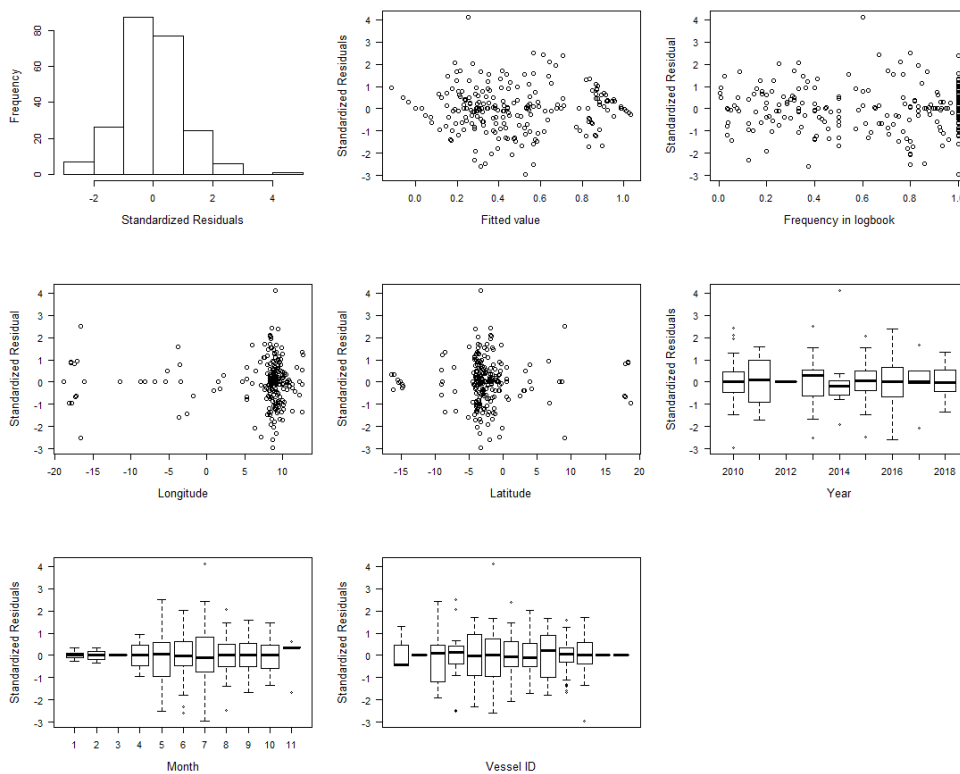 80
60
40
20
0
Frequency
-2 0 2 4
Standardized Residuals
4
3
2
1
0
-1
-2
-3
Standardized Residual
0.0 0.2 0.4 0.6 0.8 1.0
Fitted value
4
3
2
1
0
-1
-2
-3
Standardized Residual
0.0 0.2 0.4 0.6 0.8 1.0
Frequency in logbook
4
3
2
1
0
-1
-2
-3
Standardized Residual
-20 -15 -10 -5 0 5 10
Longitude
4
3
2
1
0
-1
-2
-3
Standardized Residual
-15 -10 -5 0 5 10 15 20
Latitude
4
3
2
1
0
-1
-2
-3
Standardized Residuals
2010 2012 2014 2016 2018
Year
4
3
2
1
0
-1
-2
-3
Standardized Residuals
1 2 3 4 5 6 7 8 9 10 11
Month
4
3
2
1
0
-1
-2
-3
Standardized Residuals
Vessel ID